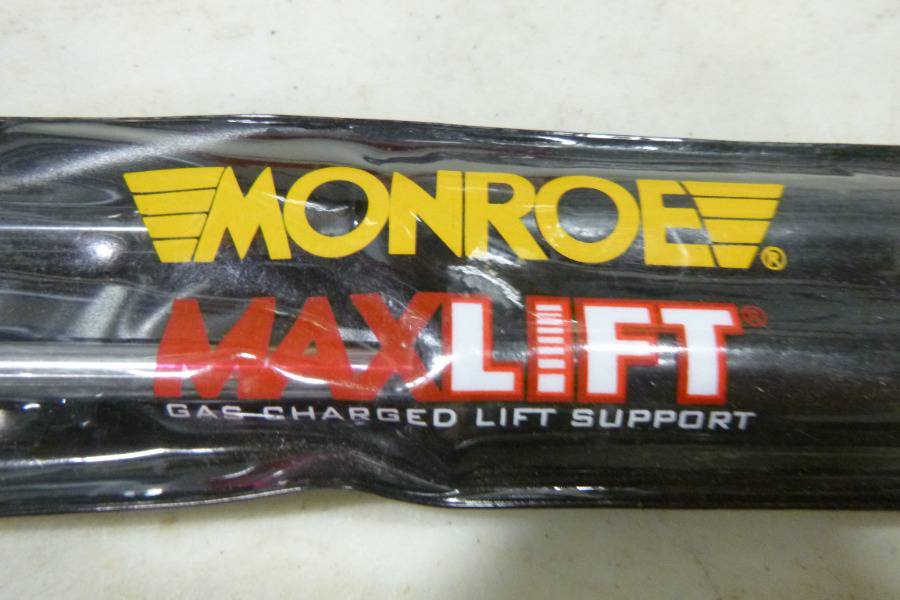 MONROE®
MAXLIFT®
GAS CHARGED LIFT SUPPORT